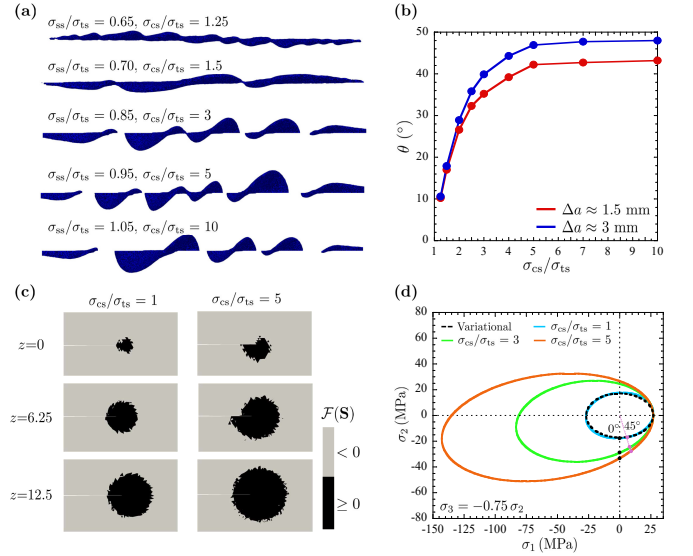 (a)
σss/σts = 0.65, σcs/σts = 1.25
σss/σts = 0.70, σcs/σts = 1.5
σss/σts = 0.85, σcs/σts = 3
σss/σts = 0.95, σcs/σts = 5
σss/σts = 1.05, σcs/σts = 10
(b)
50
40
30
20
10
0
θ (°)
1 2 3 4 5 6 7 8 9 10
σcs/σts
Δa ≈ 1.5 mm
Δa ≈ 3 mm
(c)
σcs/σts = 1 σcs/σts = 5
z=0
z=6.25
z=12.5
F(S)
< 0
≥ 0
(d)
80
60
40
20
0
-20
-40
-60
-80
σ2 (MPa)
Variational σcs/σts = 1
σcs/σts = 3 σcs/σts = 5
0° 45°
σ3 = −0.75 σ2
-150 -125 -100 -75 -50 -25 0 25
σ1 (MPa)